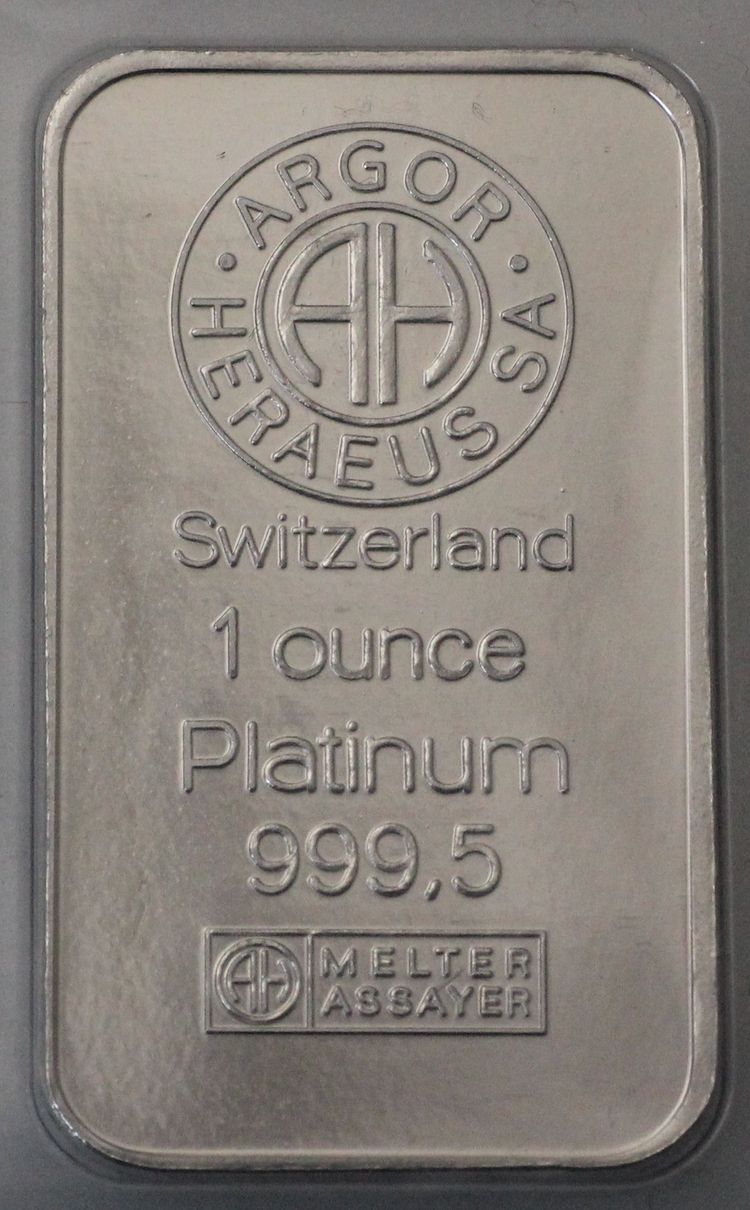 · ARGOR ·
HERAEUS SA
AH
Switzerland
1 ounce
Platinum
999,5
AH
MELTER
ASSAYER